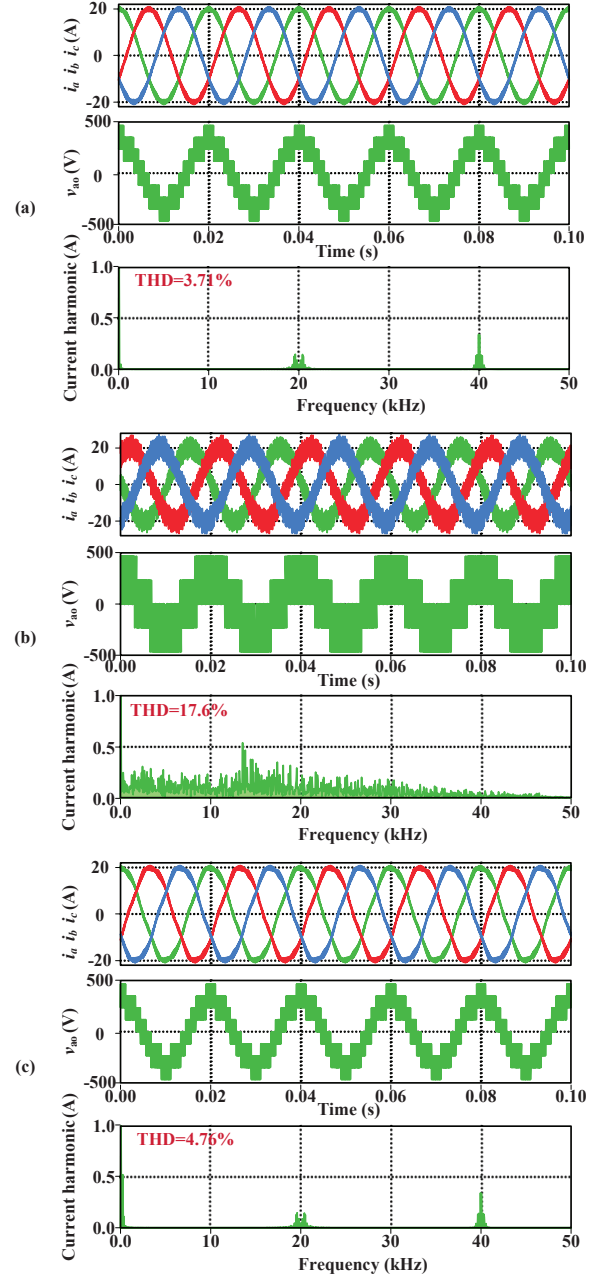 (a)
i_a i_b i_c (A)
20
0
-20
v_ao (V)
500
0
-500
0.00 0.02 0.04 0.06 0.08 0.10
Time (s)
Current harmonic (A)
THD=3.71%
1.0
0.5
0.0
0.0 10 20 30 40 50
Frequency (kHz)
(b)
i_a i_b i_c (A)
20
0
-20
v_ao (V)
500
0
-500
0.00 0.02 0.04 0.06 0.08 0.10
Time (s)
Current harmonic (A)
THD=17.6%
1.0
0.5
0.0
0.0 10 20 30 40 50
Frequency (kHz)
(c)
i_a i_b i_c (A)
20
0
-20
v_ao (V)
500
0
-500
0.00 0.02 0.04 0.06 0.08 0.10
Time (s)
Current harmonic (A)
THD=4.76%
1.0
0.5
0.0
0.0 10 20 30 40 50
Frequency (kHz)